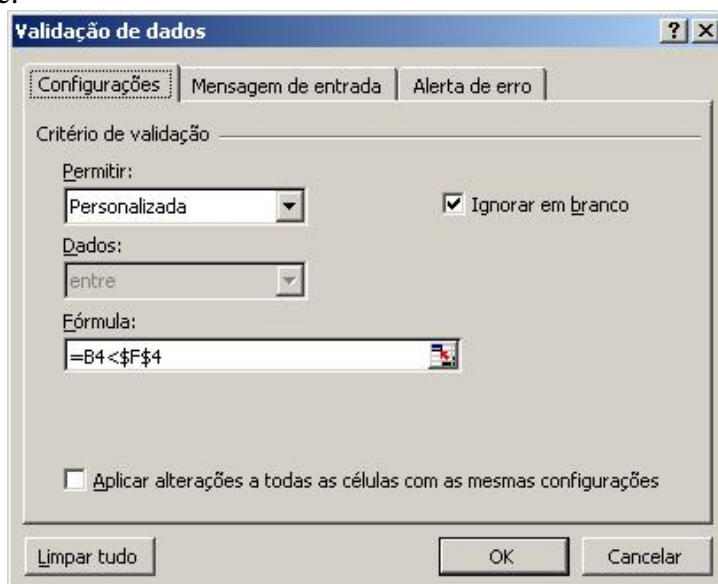 Validação de dados
Configurações Mensagem de entrada Alerta de erro
Critério de validação
Permitir:
Personalizada
Ignorar em branco
Dados:
entre
Fórmula:
=B4<$F$4
Aplicar alterações a todas as células com as mesmas configurações
Limpar tudo OK Cancelar